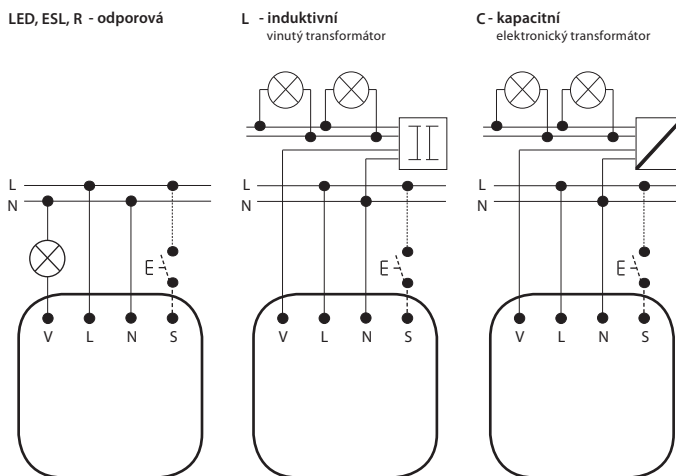 LED, ESL, R - odporová
L
N
V L N S
L - induktivní
vinutý transformátor
L
N
V L N S
C - kapacitní
elektronický transformátor
L
N
V L N S